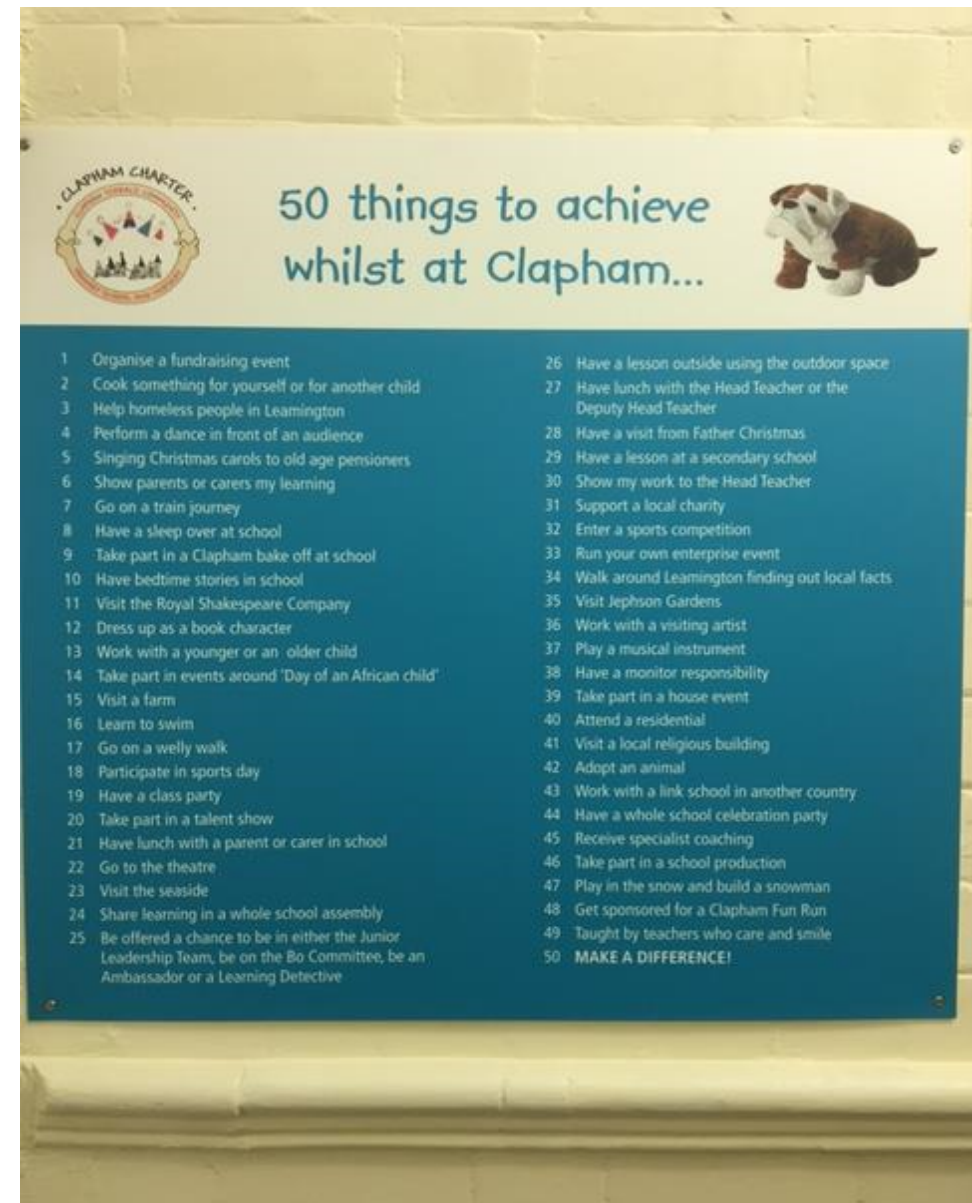 CLAPHAM CHARTER
CLAPHAM TERRACE COMMUNITY
PRIMARY SCHOOL AND NURSERY
50 things to achieve
whilst at Clapham...
1 Organise a fundraising event
2 Cook something for yourself or for another child
3 Help homeless people in Leamington
4 Perform a dance in front of an audience
5 Singing Christmas carols to old age pensioners
6 Show parents or carers my learning
7 Go on a train journey
8 Have a sleep over at school
9 Take part in a Clapham bake off at school
10 Have bedtime stories in school
11 Visit the Royal Shakespeare Company
12 Dress up as a book character
13 Work with a younger or an older child
14 Take part in events around 'Day of an African child'
15 Visit a farm
16 Learn to swim
17 Go on a welly walk
18 Participate in sports day
19 Have a class party
20 Take part in a talent show
21 Have lunch with a parent or carer in school
22 Go to the theatre
23 Visit the seaside
24 Share learning in a whole school assembly
25 Be offered a chance to be in either the Junior
Leadership Team, be on the Bo Committee, be an
Ambassador or a Learning Detective
26 Have a lesson outside using the outdoor space
27 Have lunch with the Head Teacher or the
Deputy Head Teacher
28 Have a visit from Father Christmas
29 Have a lesson at a secondary school
30 Show my work to the Head Teacher
31 Support a local charity
32 Enter a sports competition
33 Run your own enterprise event
34 Walk around Leamington finding out local facts
35 Visit Jephson Gardens
36 Work with a visiting artist
37 Play a musical instrument
38 Have a monitor responsibility
39 Take part in a house event
40 Attend a residential
41 Visit a local religious building
42 Adopt an animal
43 Work with a link school in another country
44 Have a whole school celebration party
45 Receive specialist coaching
46 Take part in a school production
47 Play in the snow and build a snowman
48 Get sponsored for a Clapham Fun Run
49 Taught by teachers who care and smile
50 MAKE A DIFFERENCE!